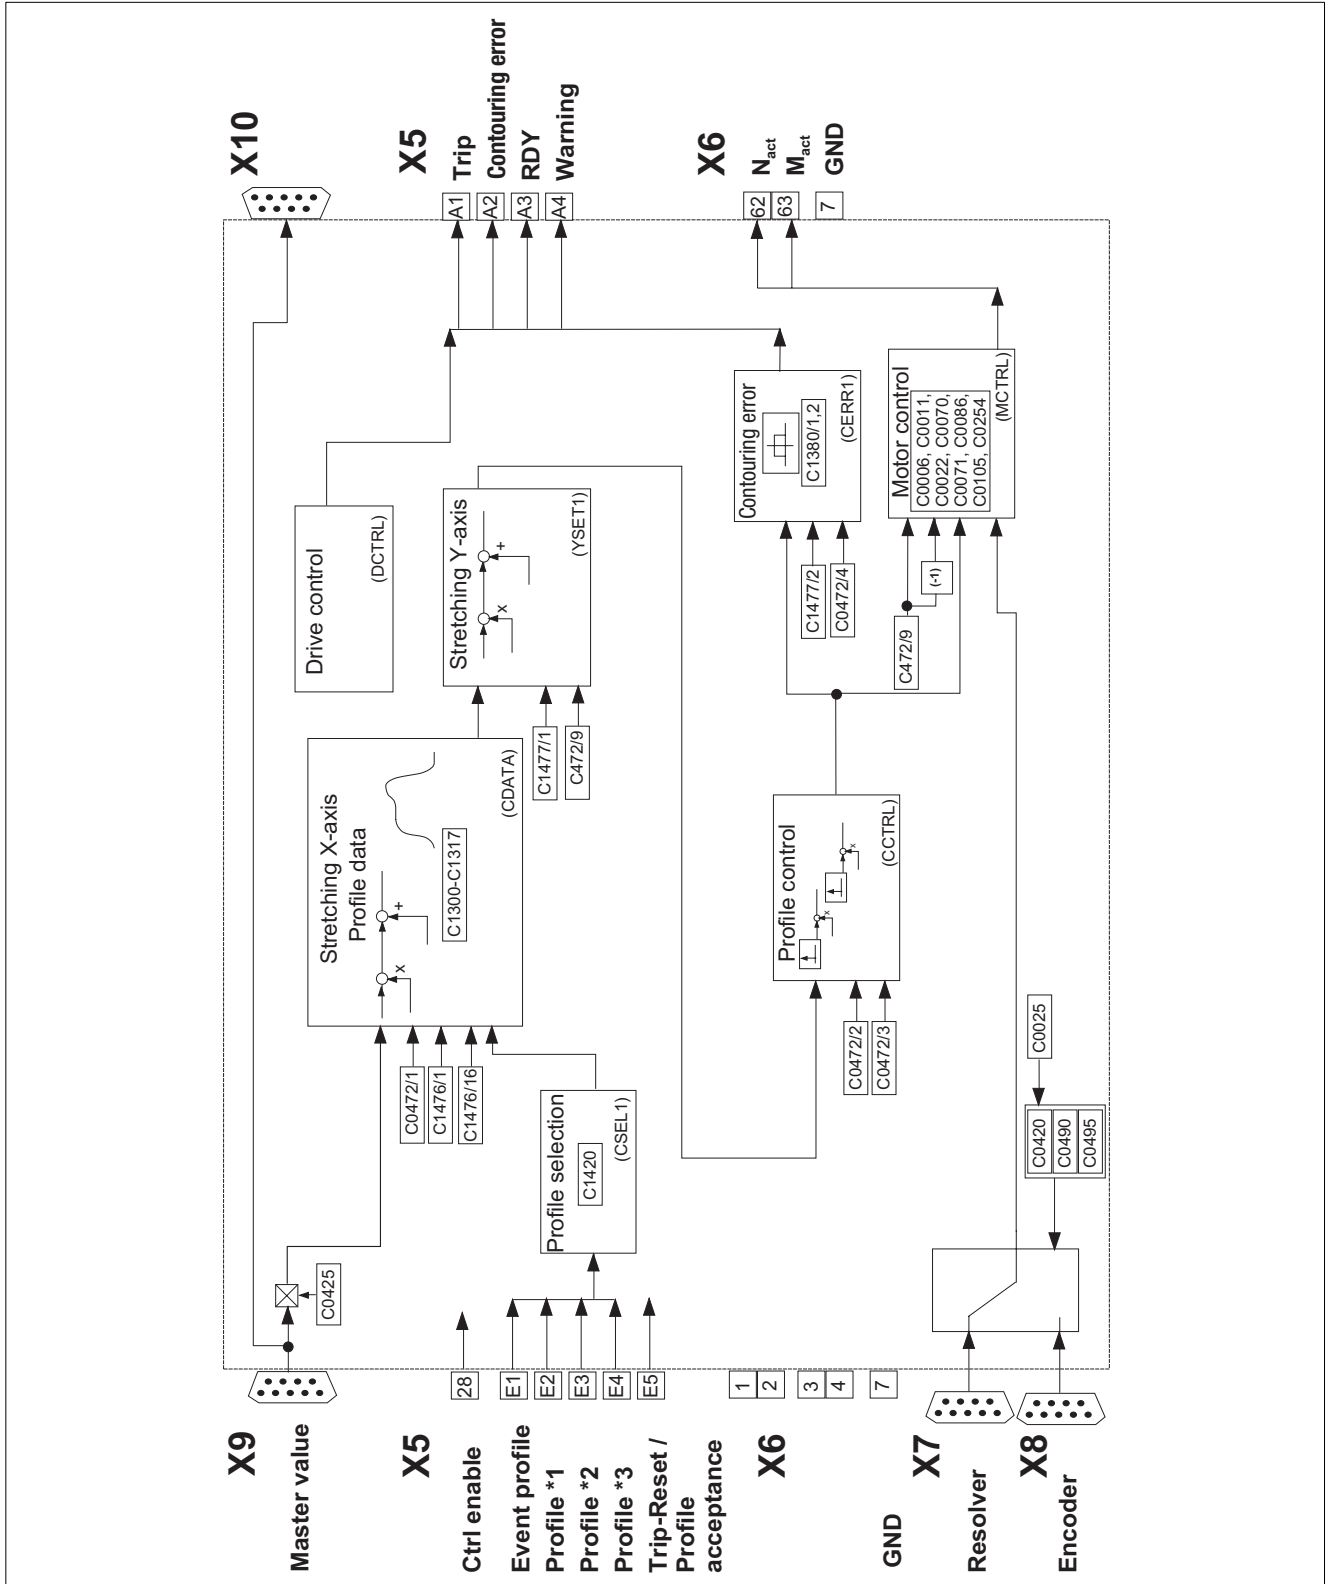 X9
Master value
C0425
X10
X5
Ctrl enable
28
Event profile
E1
Profile *1
E2
Profile *2
E3
Profile *3
E4
Trip-Reset /
Profile
acceptance
E5
Profile selection
C1420
(CSEL1)
C0472/1
C1476/1
C1476/16
Stretching X-axis
Profile data
x
+
C1300-C1317
(CDATA)
C1477/1
C472/9
Stretching Y-axis
x
+
(YSET1)
Drive control
(DCTRL)
X5
A1
Trip
A2
Contouring error
A3
RDY
A4
Warning
X6
1
2
3
4
GND
7
C0472/2
C0472/3
Profile control
x
x
(CCTRL)
C1477/2
C0472/4
Contouring error
C1380/1,2
(CERR1)
C472/9
(-1)
Motor control
C0006, C0011,
C0022, C0070,
C0071, C0086,
C0105, C0254
(MCTRL)
X6
62
Nact
63
Mact
7
GND
X7
Resolver
X8
Encoder
C0420
C0490
C0495
C0025